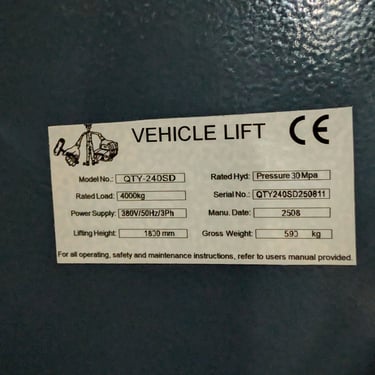 VEHICLE LIFT CE
Model No.: QTY-240SD Rated Hyd: Pressure 30 Mpa
Rated Load: 4000kg Serial No.: QTY240SD250811
Power Supply: 380V/50Hz/3Ph Manu. Date: 2508
Lifting Height: 1800 mm Gross Weight: 590 kg
For all operating, safety and maintenance instructions, refer to users manual provided.